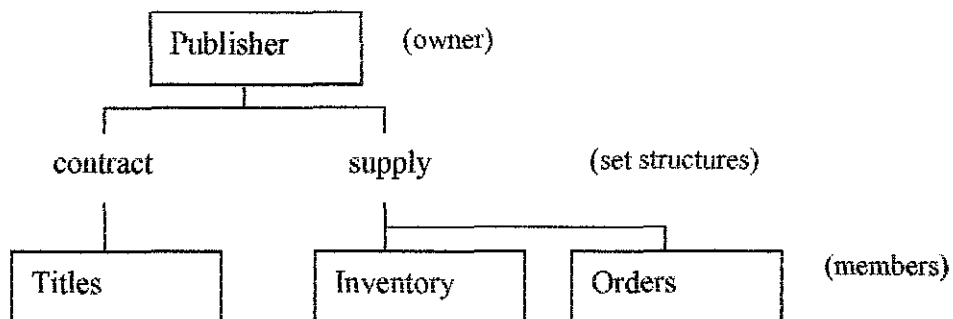 Publisher (owner)
contract supply (set structures)
Titles Inventory Orders (members)